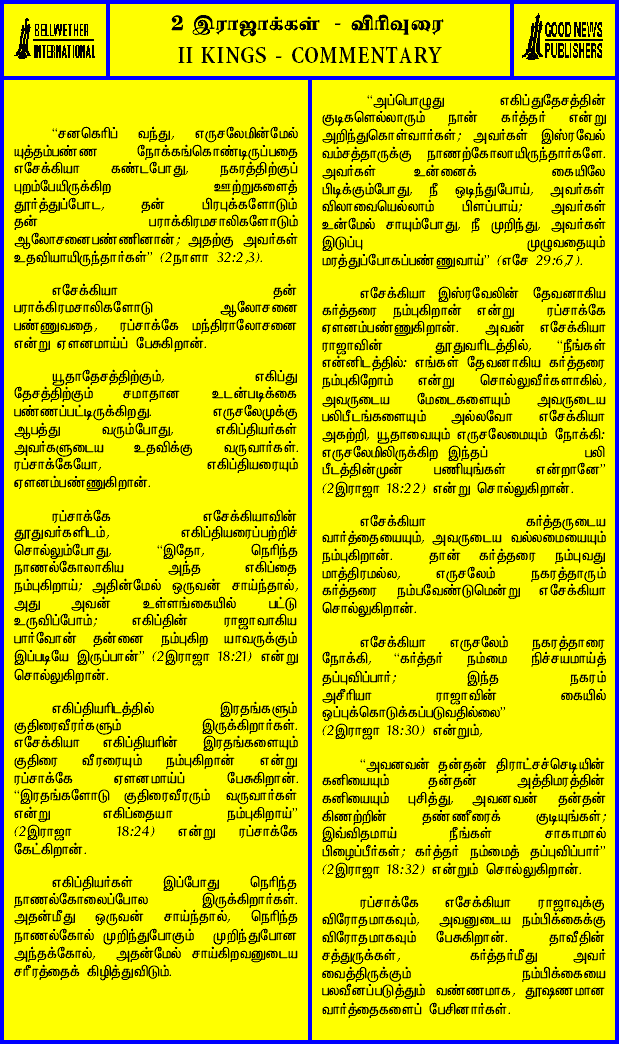 BELLWETHER
INTERNATIONAL
2 இராஜாக்கள் - விரிவுரை
II KINGS - COMMENTARY
GOOD NEWS
PUBLISHERS
“சனகெரிப் வந்து, எருசலேமின்மேல்
யுத்தம்பண்ண நோக்கங்கொண்டிருப்பதை
எசேக்கியா கண்டபோது, நகரத்திற்குப்
புறம்பேயிருக்கிற ஊற்றுகளைத்
தூர்த்துப்போட, தன் பிரபுக்களோடும்
தன் பராக்கிரமசாலிகளோடும்
ஆலோசனைபண்ணினான்; அதற்கு அவர்கள்
உதவியாயிருந்தார்கள்” (2நாளா 32:2,3).
எசேக்கியா தன்
பராக்கிரமசாலிகளோடு ஆலோசனை
பண்ணுவதை, ரப்சாக்கே மந்திராலோசனை
என்று ஏளனமாய்ப் பேசுகிறான்.
யூதாதேசத்திற்கும், எகிப்து
தேசத்திற்கும் சமாதான உடன்படிக்கை
பண்ணப்பட்டிருக்கிறது. எருசலேமுக்கு
ஆபத்து வரும்போது, எகிப்தியர்கள்
அவர்களுடைய உதவிக்கு வருவார்கள்.
ரப்சாக்கேயோ, எகிப்தியரையும்
ஏளனம்பண்ணுகிறான்.
ரப்சாக்கே எசேக்கியாவின்
தூதுவர்களிடம், எகிப்தியரைப்பற்றிச்
சொல்லும்போது, “இதோ, நெரிந்த
நாணல்கோலாகிய அந்த எகிப்தை
நம்புகிறாய்; அதின்மேல் ஒருவன் சாய்ந்தால்,
அது அவன் உள்ளங்கையில் பட்டு
உருவிப்போம்; எகிப்தின் ராஜாவாகிய
பார்வோன் தன்னை நம்புகிற யாவருக்கும்
இப்படியே இருப்பான்” (2இராஜா 18:21) என்று
சொல்லுகிறான்.
எகிப்தியரிடத்தில் இரதங்களும்
குதிரைவீரர்களும் இருக்கிறார்கள்.
எசேக்கியா எகிப்தியரின் இரதங்களையும்
குதிரை வீரரையும் நம்புகிறான் என்று
ரப்சாக்கே ஏளனமாய்ப் பேசுகிறான்.
“இரதங்களோடு குதிரைவீரரும் வருவார்கள்
என்று எகிப்தையா நம்புகிறாய்”
(2இராஜா 18:24) என்று ரப்சாக்கே
கேட்கிறான்.
எகிப்தியர்கள் இப்போது நெரிந்த
நாணல்கோலைப்போல இருக்கிறார்கள்.
அதன்மீது ஒருவன் சாய்ந்தால், நெரிந்த
நாணல்கோல் முறிந்துபோகும் முறிந்துபோன
அந்தக்கோல், அதன்மேல் சாய்கிறவனுடைய
சரீரத்தைக் கிழித்துவிடும்.
“அப்பொழுது எகிப்துதேசத்தின்
குடிகளெல்லாரும் நான் கர்த்தர் என்று
அறிந்துகொள்வார்கள்; அவர்கள் இஸ்ரவேல்
வம்சத்தாருக்கு நாணற்கோலாயிருந்தார்களே.
அவர்கள் உன்னைக் கையிலே
பிடிக்கும்போது, நீ ஒடிந்துபோய், அவர்கள்
விலாவையெல்லாம் பிளப்பாய்; அவர்கள்
உன்மேல் சாயும்போது, நீ முறிந்து, அவர்கள்
இடுப்பு முழுவதையும்
மரத்துப்போகப்பண்ணுவாய்” (எசே 29:6,7).
எசேக்கியா இஸ்ரவேலின் தேவனாகிய
கர்த்தரை நம்புகிறான் என்று ரப்சாக்கே
ஏளனம்பண்ணுகிறான். அவன் எசேக்கியா
ராஜாவின் தூதுவரிடத்தில், “நீங்கள்
என்னிடத்தில்: எங்கள் தேவனாகிய கர்த்தரை
நம்புகிறோம் என்று சொல்லுவீர்களாகில்,
அவருடைய மேடைகளையும் அவருடைய
பலிபீடங்களையும் அல்லவோ எசேக்கியா
அகற்றி, யூதாவையும் எருசலேமையும் நோக்கி:
எருசலேமிலிருக்கிற இந்தப் பலி
பீடத்தின்முன் பணியுங்கள் என்றானே”
(2இராஜா 18:22) என்று சொல்லுகிறான்.
எசேக்கியா கர்த்தருடைய
வார்த்தையையும், அவருடைய வல்லமையையும்
நம்புகிறான். தான் கர்த்தரை நம்புவது
மாத்திரமல்ல, எருசலேம் நகரத்தாரும்
கர்த்தரை நம்பவேண்டுமென்று எசேக்கியா
சொல்லுகிறான்.
எசேக்கியா எருசலேம் நகரத்தாரை
நோக்கி, “கர்த்தர் நம்மை நிச்சயமாய்த்
தப்புவிப்பார்; இந்த நகரம்
அசீரியா ராஜாவின் கையில்
ஒப்புக்கொடுக்கப்படுவதில்லை”
(2இராஜா 18:30) என்றும்,
“அவனவன் தன்தன் திராட்சச்செடியின்
கனியையும் தன்தன் அத்திமரத்தின்
கனியையும் புசித்து, அவனவன் தன்தன்
கிணற்றின் தண்ணீரைக் குடியுங்கள்;
இவ்விதமாய் நீங்கள் சாகாமால்
பிழைப்பீர்கள்; கர்த்தர் நம்மைத் தப்புவிப்பார்”
(2இராஜா 18:32) என்றும் சொல்லுகிறான்.
ரப்சாக்கே எசேக்கியா ராஜாவுக்கு
விரோதமாகவும், அவனுடைய நம்பிக்கைக்கு
விரோதமாகவும் பேசுகிறான். தாவீதின்
சத்துருக்கள், கர்த்தர்மீது அவர்
வைத்திருக்கும் நம்பிக்கையை
பலவீனப்படுத்தும் வண்ணமாக, தூஷணமான
வார்த்தைகளைப் பேசினார்கள்.